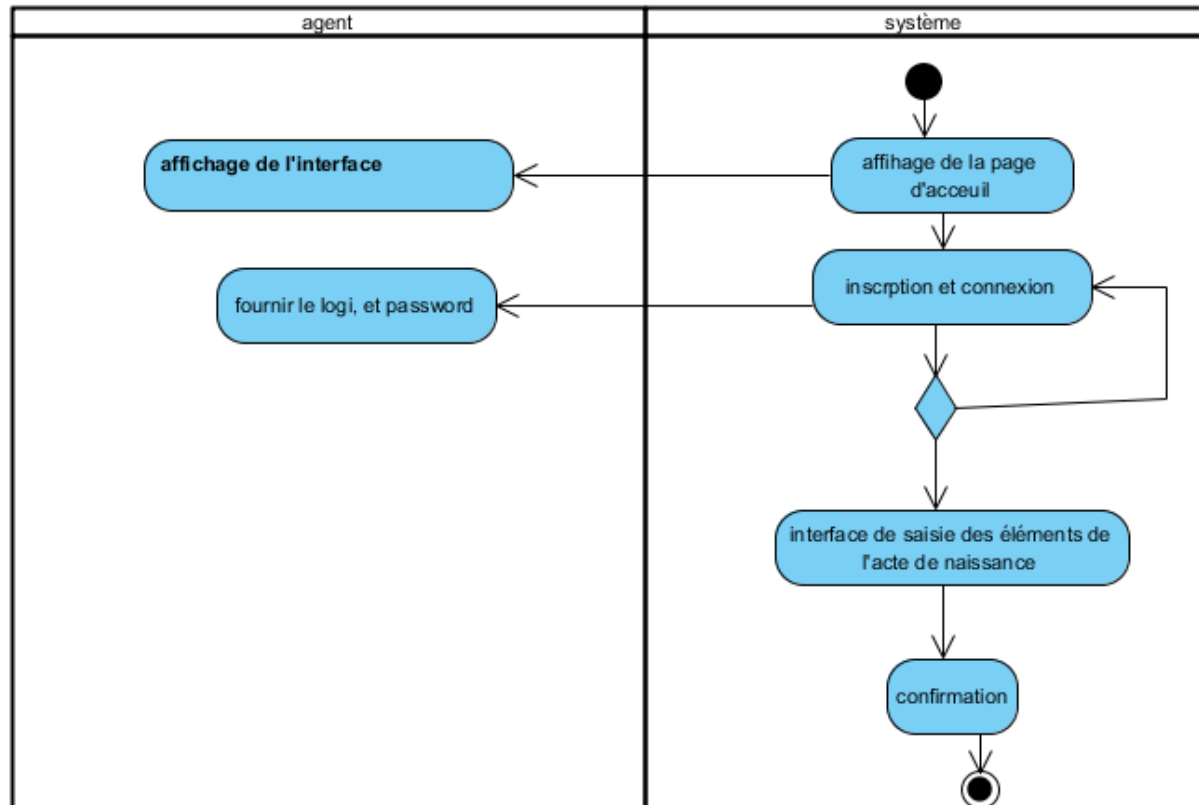 agent
système
affichage de l'interface
affihage de la page
d'acceuil
fournir le logi, et password
inscrption et connexion
interface de saisie des éléments de
l'acte de naissance
confirmation